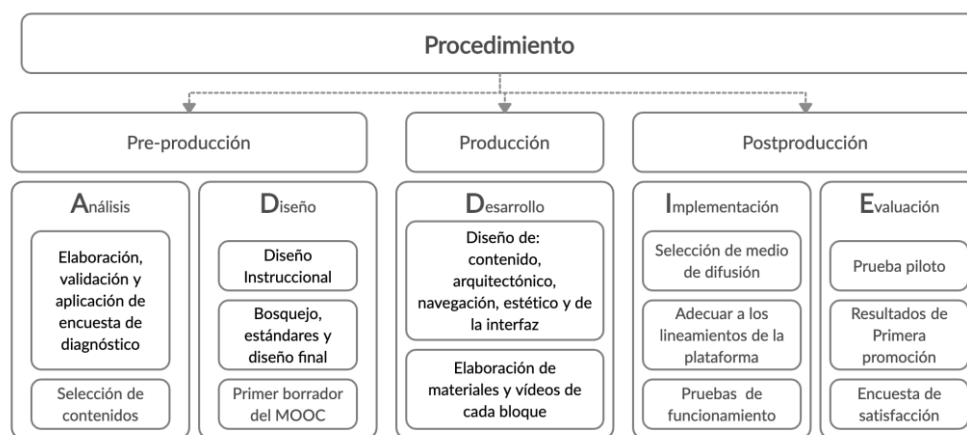 Procedimiento
Pre-producción
Producción
Postproducción
Análisis
Elaboración,
validación y
aplicación de
encuesta de
diagnóstico
Selección de
contenidos
Diseño
Diseño
Instruccional
Bosquejo,
estándares y
diseño final
Primer borrador
del MOOC
Desarrollo
Diseño de:
contenido,
arquitectónico,
navegación, estético y de
la interfaz
Elaboración de
materiales y vídeos de
cada bloque
Implementación
Selección de medio
de difusión
Adecuar a los
lineamientos de la
plataforma
Pruebas de
funcionamiento
Evaluación
Prueba piloto
Resultados de
Primera
promoción
Encuesta de
satisfacción